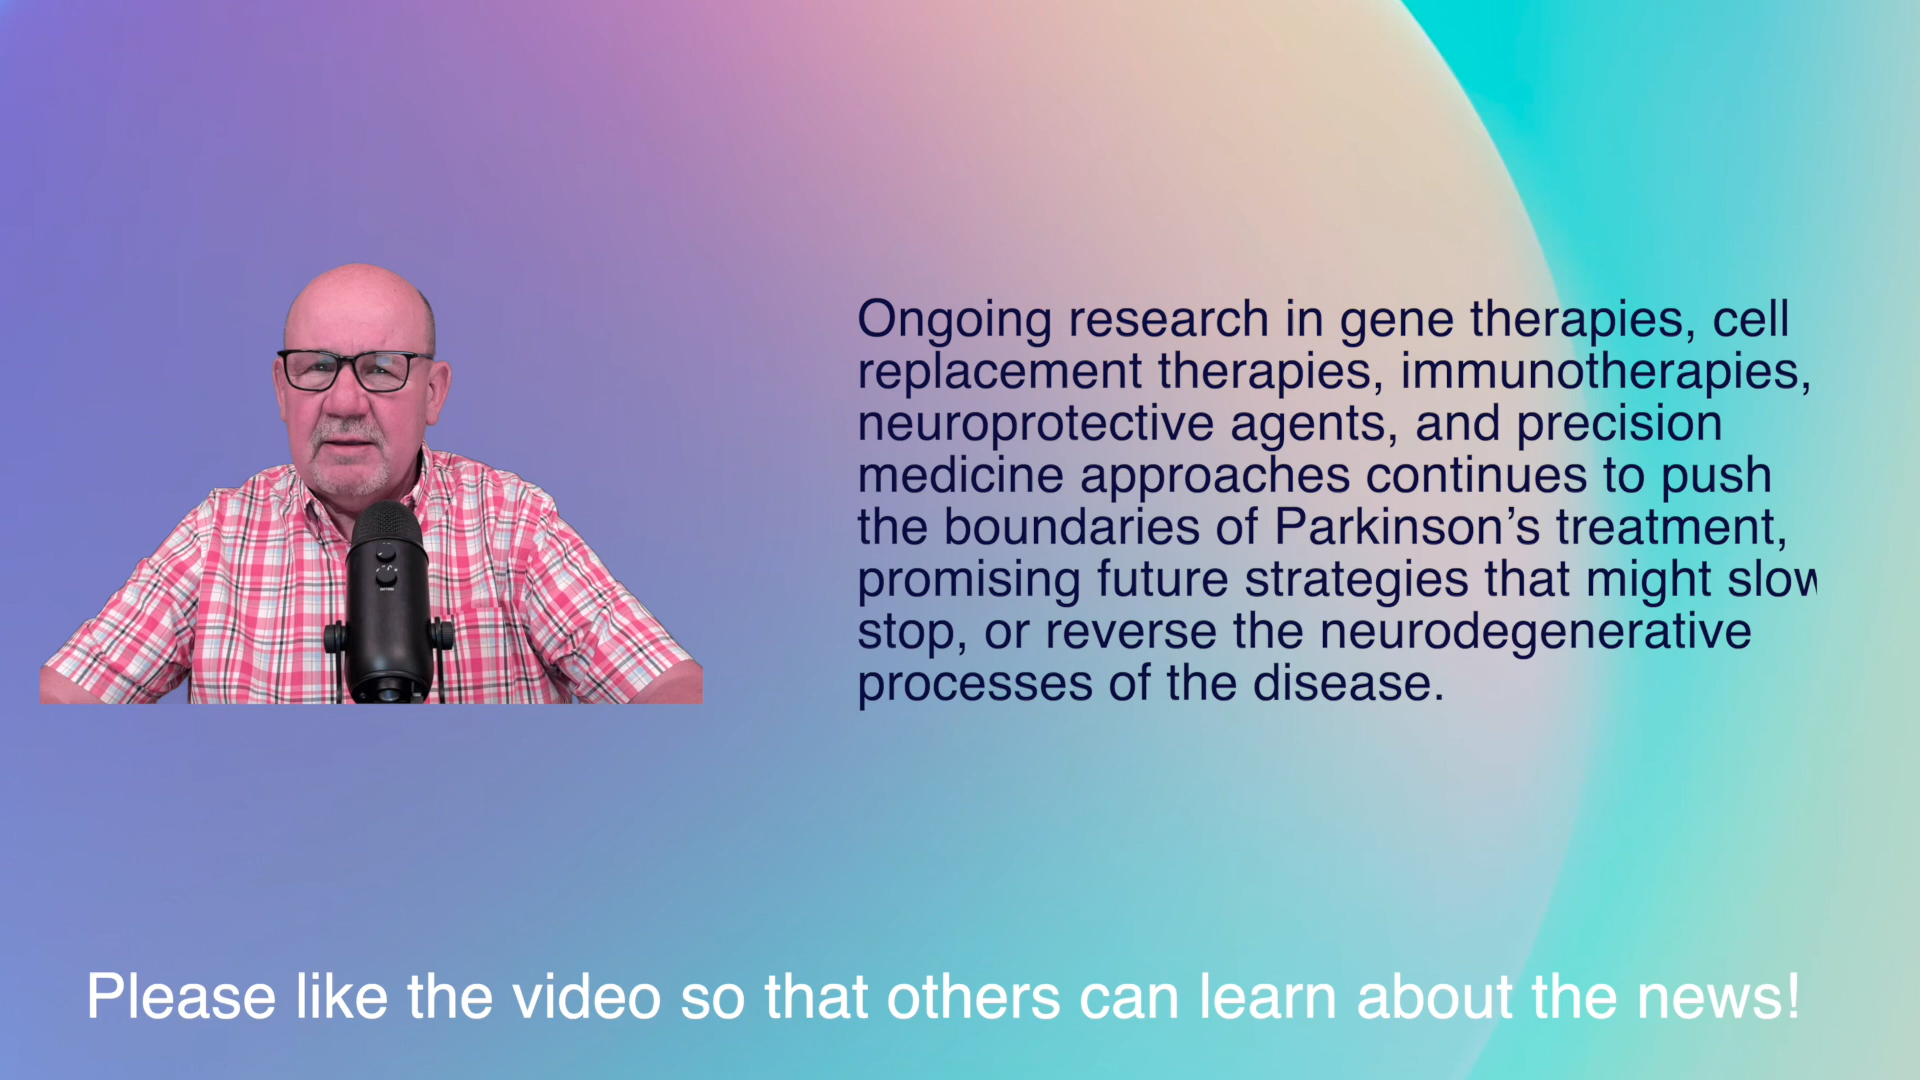 Ongoing research in gene therapies, cell
replacement therapies, immunotherapies,
neuroprotective agents, and precision
medicine approaches continues to push
the boundaries of Parkinson’s treatment,
promising future strategies that might slow
stop, or reverse the neurodegenerative
processes of the disease.
Please like the video so that others can learn about the news!